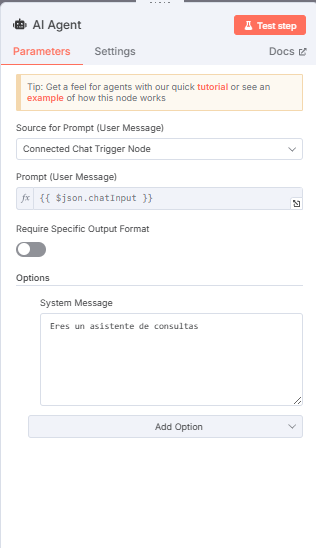 AI Agent
Test step
Parameters
Settings
Docs
Tip: Get a feel for agents with our quick tutorial or see an
example of how this node works
Source for Prompt (User Message)
Connected Chat Trigger Node
Prompt (User Message)
fx {{ $json.chatInput }}
Require Specific Output Format
Options
System Message
Eres un asistente de consultas
Add Option